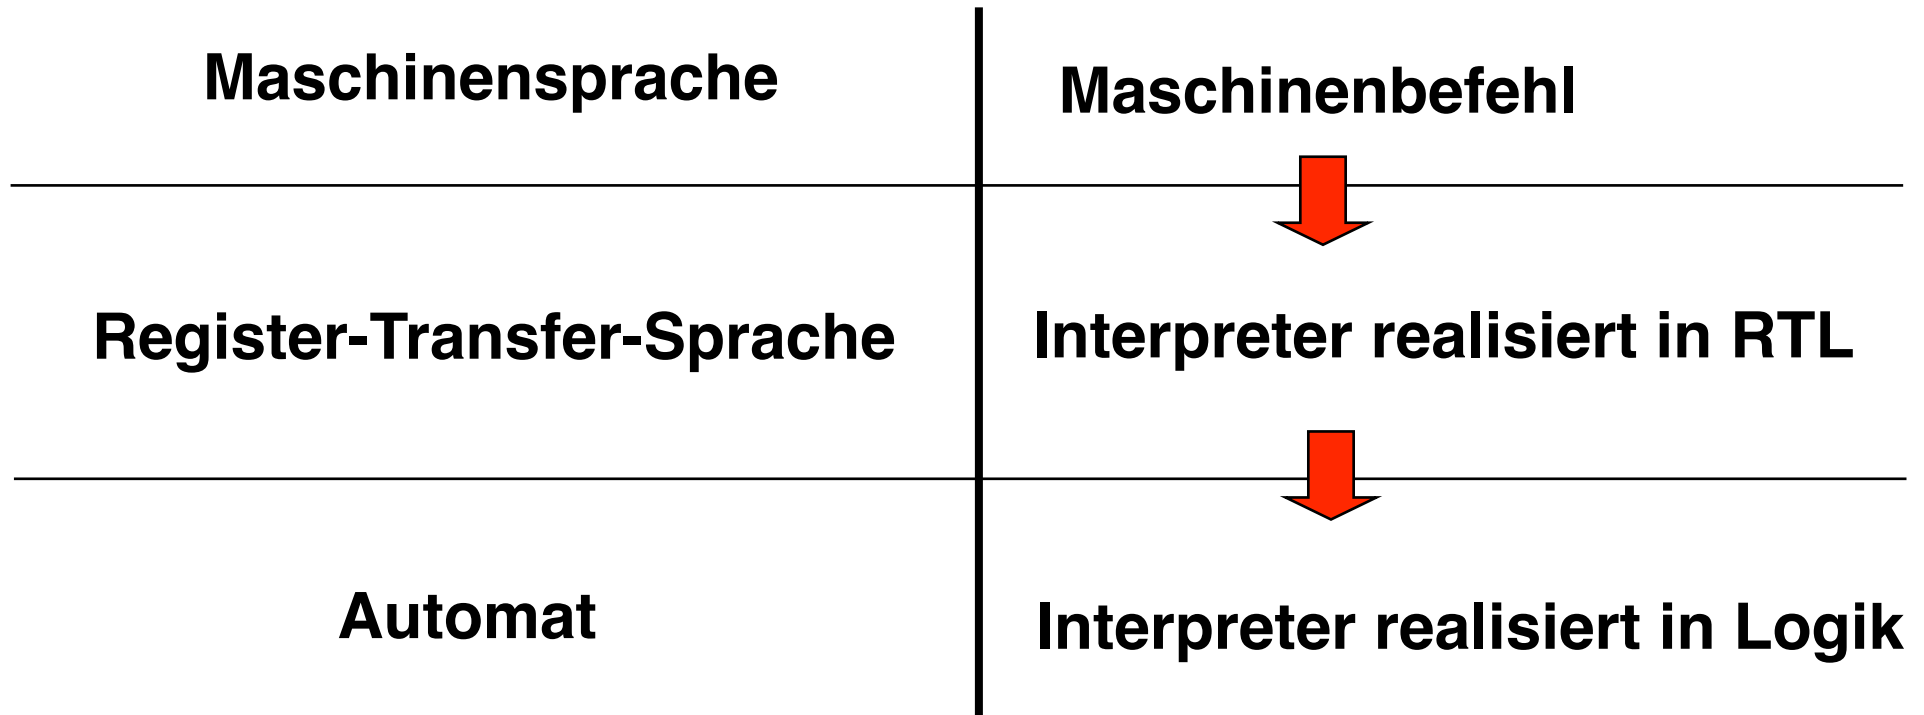 Maschinensprache
Maschinenbefehl
Register-Transfer-Sprache
Interpreter realisiert in RTL
Automat
Interpreter realisiert in Logik